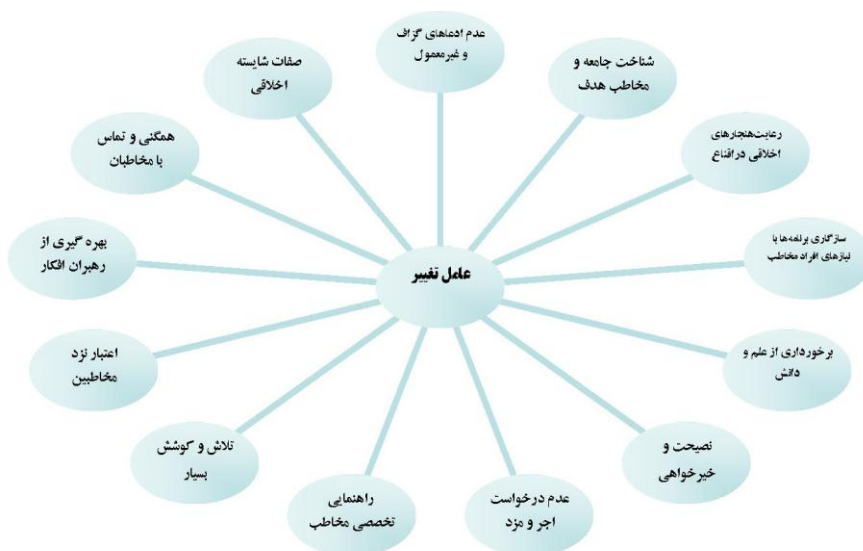 عدم ادعاهای گزاف
و غیرمعمول
شناخت جامعه و
مخاطب هدف
رعایت‌هنجارهای
اخلاقی دراقناع
سازگاری برنامه‌ها با
نیازهای افراد مخاطب
برخورداری از علم و
دانش
نصیحت و
خیرخواهی
عدم درخواست
اجر و مزد
راهنمایی
تخصصی مخاطب
تلاش و کوشش
بسیار
اعتبار نزد
مخاطبین
بهره گیری از
رهبران افکار
همگنی و تماس
با مخاطبان
صفات شایسته
اخلاقی
عامل تغییر